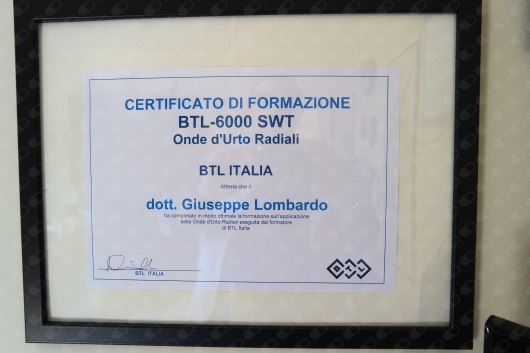 CERTIFICATO DI FORMAZIONE
BTL-6000 SWT
Onde d'Urto Radiali
BTL ITALIA
Attesta che il
dott. Giuseppe Lombardo
ha completato in modo ottimale la formazione sull'applicazione
delle Onde d'Urto Radiali eseguita dal formatore
di BTL Italia
BTL ITALIA
BTL